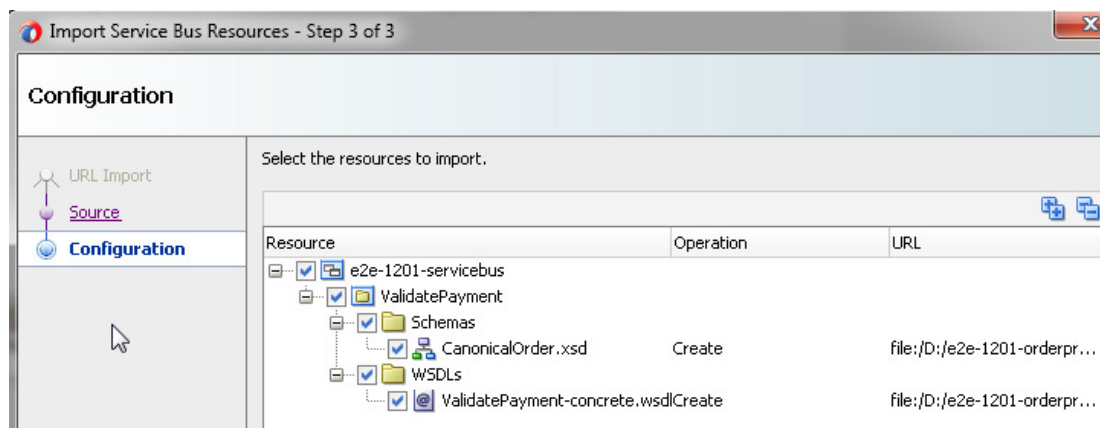 Import Service Bus Resources - Step 3 of 3
Configuration
URL Import
Source
Configuration
Select the resources to import.
Resource Operation URL
e2e-1201-servicebus
ValidatePayment
Schemas
CanonicalOrder.xsd Create file:/D:/e2e-1201-orderpr...
WSDLs
ValidatePayment-concrete.wsdl Create file:/D:/e2e-1201-orderpr...